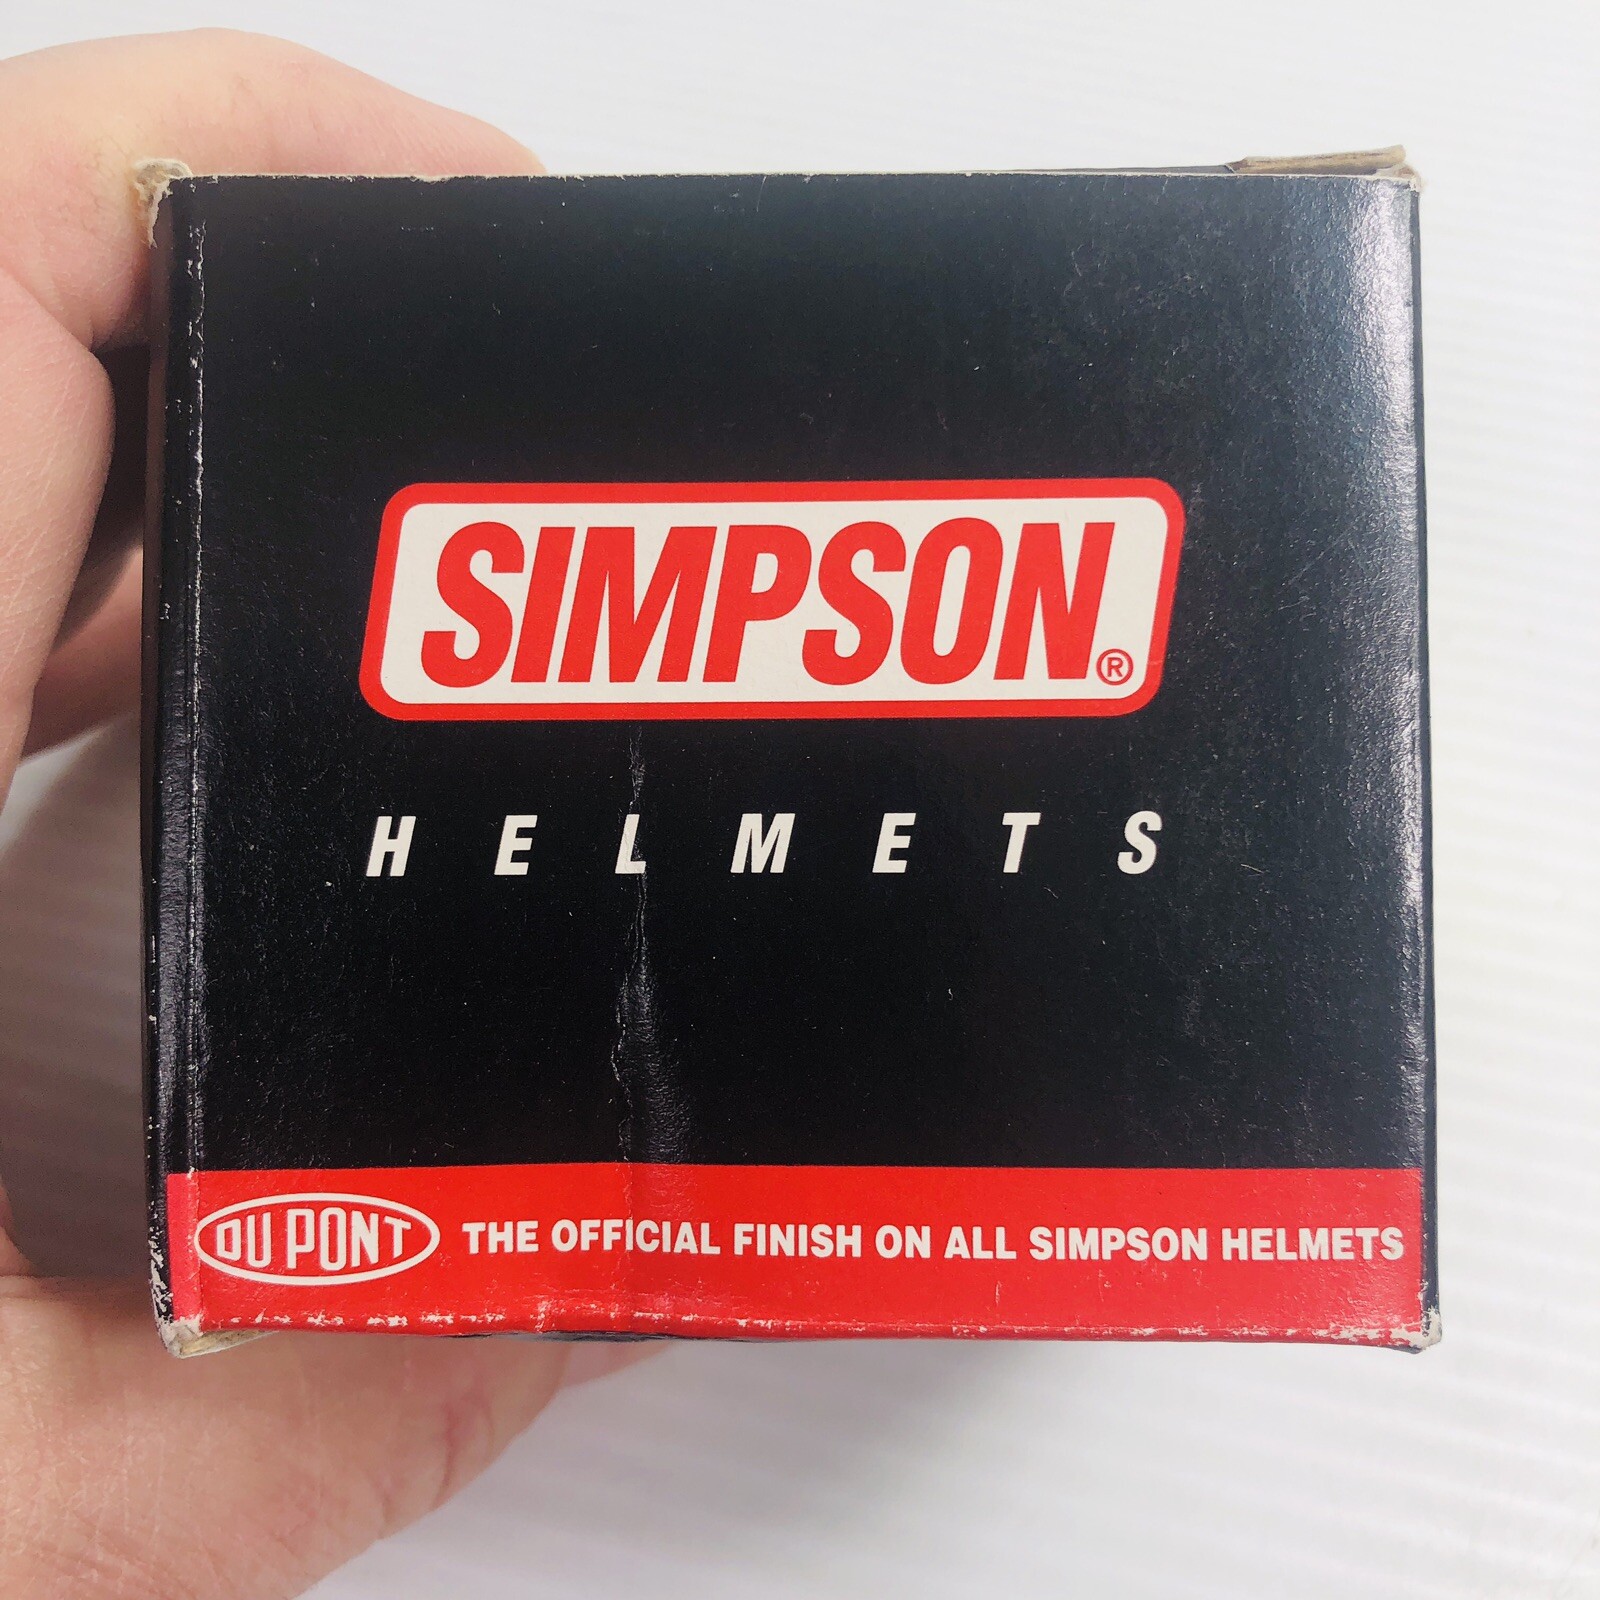 SIMPSON®
HELMETS
DU PONT THE OFFICIAL FINISH ON ALL SIMPSON HELMETS